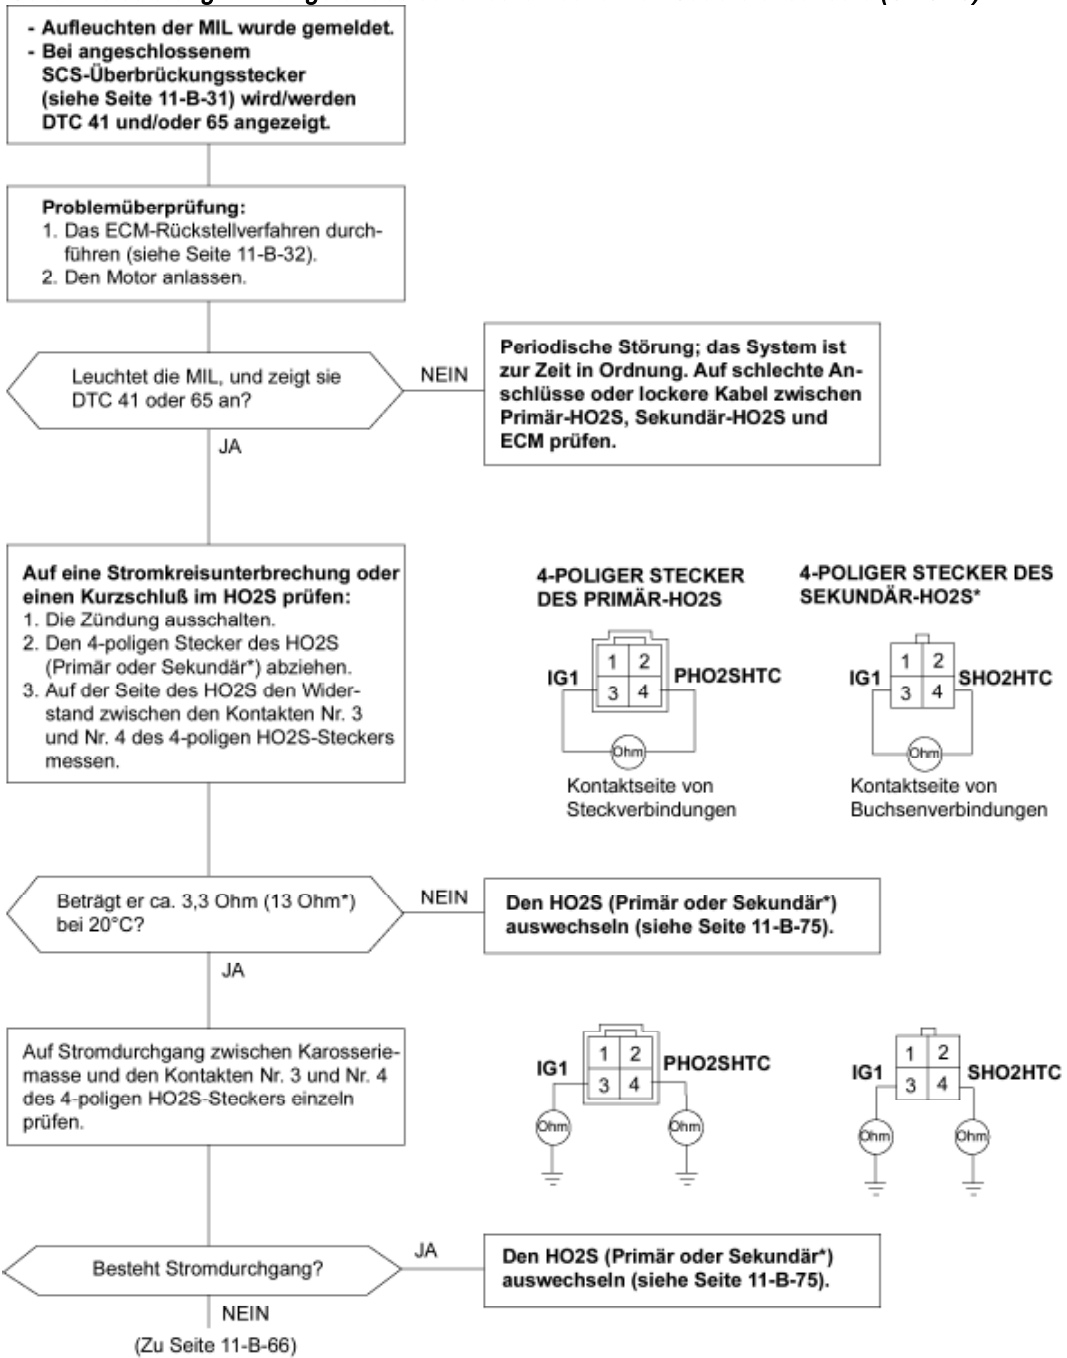 - Aufleuchten der MIL wurde gemeldet.
- Bei angeschlossenem
SCS-Überbrückungsstecker
(siehe Seite 11-B-31) wird/werden
DTC 41 und/oder 65 angezeigt.
Problemüberprüfung:
1. Das ECM-Rückstellverfahren durch-
führen (siehe Seite 11-B-32).
2. Den Motor anlassen.
Leuchtet die MIL, und zeigt sie
DTC 41 oder 65 an?
NEIN
Periodische Störung; das System ist
zur Zeit in Ordnung. Auf schlechte An-
schlüsse oder lockere Kabel zwischen
Primär-HO2S, Sekundär-HO2S und
ECM prüfen.
JA
Auf eine Stromkreisunterbrechung oder
einen Kurzschluß im HO2S prüfen:
1. Die Zündung ausschalten.
2. Den 4-poligen Stecker des HO2S
(Primär oder Sekundär*) abziehen.
3. Auf der Seite des HO2S den Wider-
stand zwischen den Kontakten Nr. 3
und Nr. 4 des 4-poligen HO2S-Steckers
messen.
4-POLIGER STECKER
DES PRIMÄR-HO2S
1 2
IG1 PHO2SHTC
3 4
Ohm
Kontaktseite von
Steckverbindungen
4-POLIGER STECKER DES
SEKUNDÄR-HO2S*
1 2
IG1 SHO2HTC
3 4
Ohm
Kontaktseite von
Buchsenverbindungen
Beträgt er ca. 3,3 Ohm (13 Ohm*)
bei 20°C?
NEIN
Den HO2S (Primär oder Sekundär*)
auswechseln (siehe Seite 11-B-75).
JA
Auf Stromdurchgang zwischen Karosserie-
masse und den Kontakten Nr. 3 und Nr. 4
des 4-poligen HO2S-Steckers einzeln
prüfen.
1 2
IG1 PHO2SHTC
3 4
Ohm Ohm
1 2
IG1 SHO2HTC
3 4
Ohm Ohm
Besteht Stromdurchgang?
JA
Den HO2S (Primär oder Sekundär*)
auswechseln (siehe Seite 11-B-75).
NEIN
(Zu Seite 11-B-66)